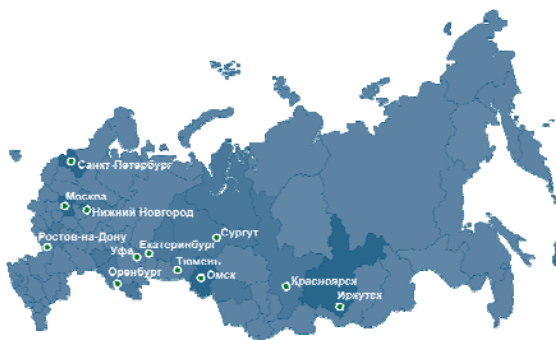 Санкт-Петербург
Москва
Нижний Новгород
Сургут
Ростов-на-Дону
Екатеринбург
Уфа
Тюмень
Оренбург
Омск
Красноярск
Иркутск